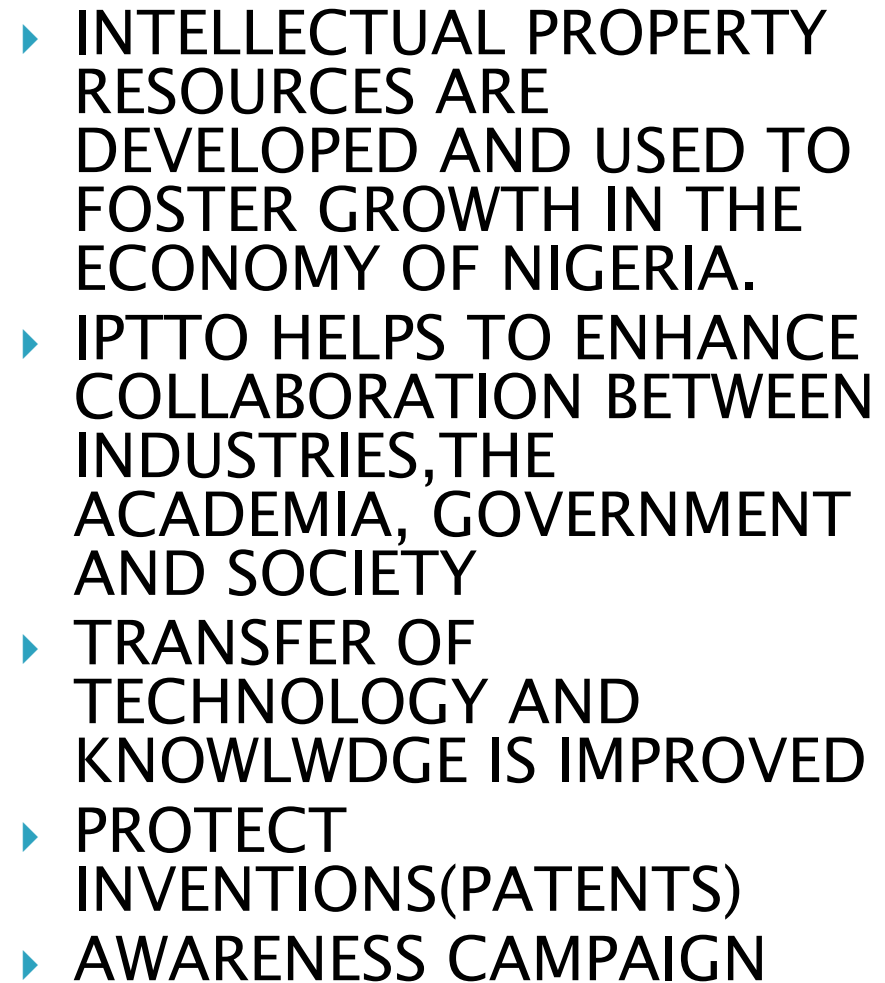 INTELLECTUAL PROPERTY
RESOURCES ARE
DEVELOPED AND USED TO
FOSTER GROWTH IN THE
ECONOMY OF NIGERIA.
IPTTO HELPS TO ENHANCE
COLLABORATION BETWEEN
INDUSTRIES,THE
ACADEMIA, GOVERNMENT
AND SOCIETY
TRANSFER OF
TECHNOLOGY AND
KNOWLWDGE IS IMPROVED
PROTECT
INVENTIONS(PATENTS)
AWARENESS CAMPAIGN